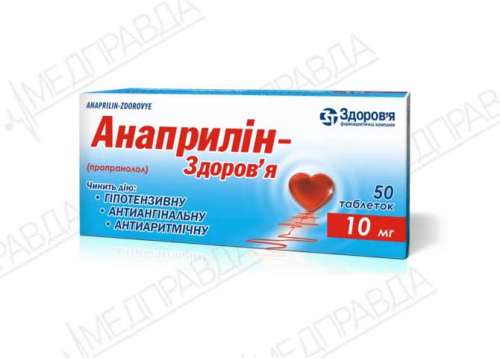 ANAPRILIN-ZDOROVYE
Здоров'я
фармацевтична компанія
Анаприлін-
Здоров'я
(пропранолол)
Чинить дію:
• ГІПОТЕНЗИВНУ
• АНТИАНГІНАЛЬНУ
• АНТИАРИТМІЧНУ
50
таблеток
10 мг
МЕДПРАВДА
МЕДПРАВДА
МЕДПРАВДА
МЕДПРАВДА